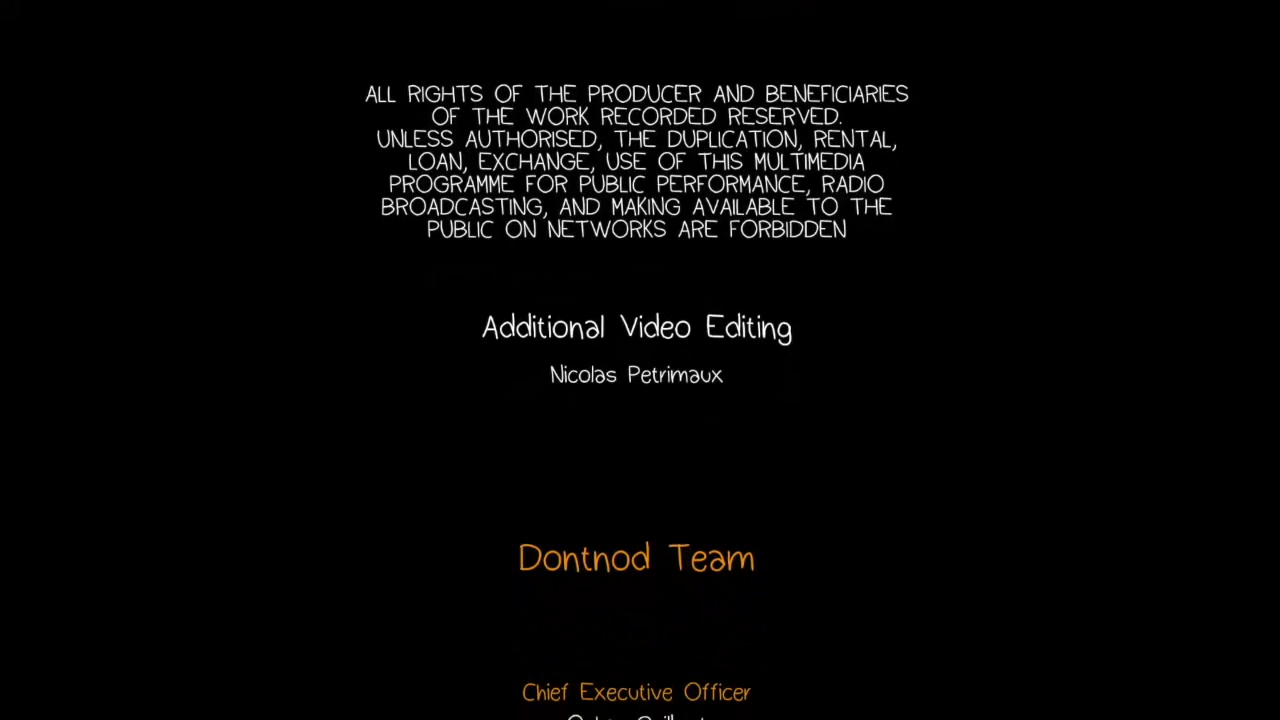 ALL RIGHTS OF THE PRODUCER AND BENEFICIARIES
OF THE WORK RECORDED RESERVED.
UNLESS AUTHORISED, THE DUPLICATION, RENTAL,
LOAN, EXCHANGE, USE OF THIS MULTIMEDIA
PROGRAMME FOR PUBLIC PERFORMANCE, RADIO
BROADCASTING, AND MAKING AVAILABLE TO THE
PUBLIC ON NETWORKS ARE FORBIDDEN
Additional Video Editing
Nicolas Petrimaux
Dontnod Team
Chief Executive Officer